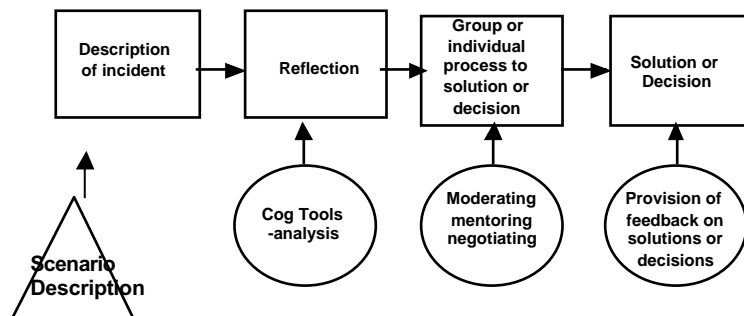 Description
of incident
Reflection
Group or
individual
process to
solution or
decision
Solution or
Decision
Scenario
Description
Cog Tools
-analysis
Moderating
mentoring
negotiating
Provision of
feedback on
solutions or
decisions